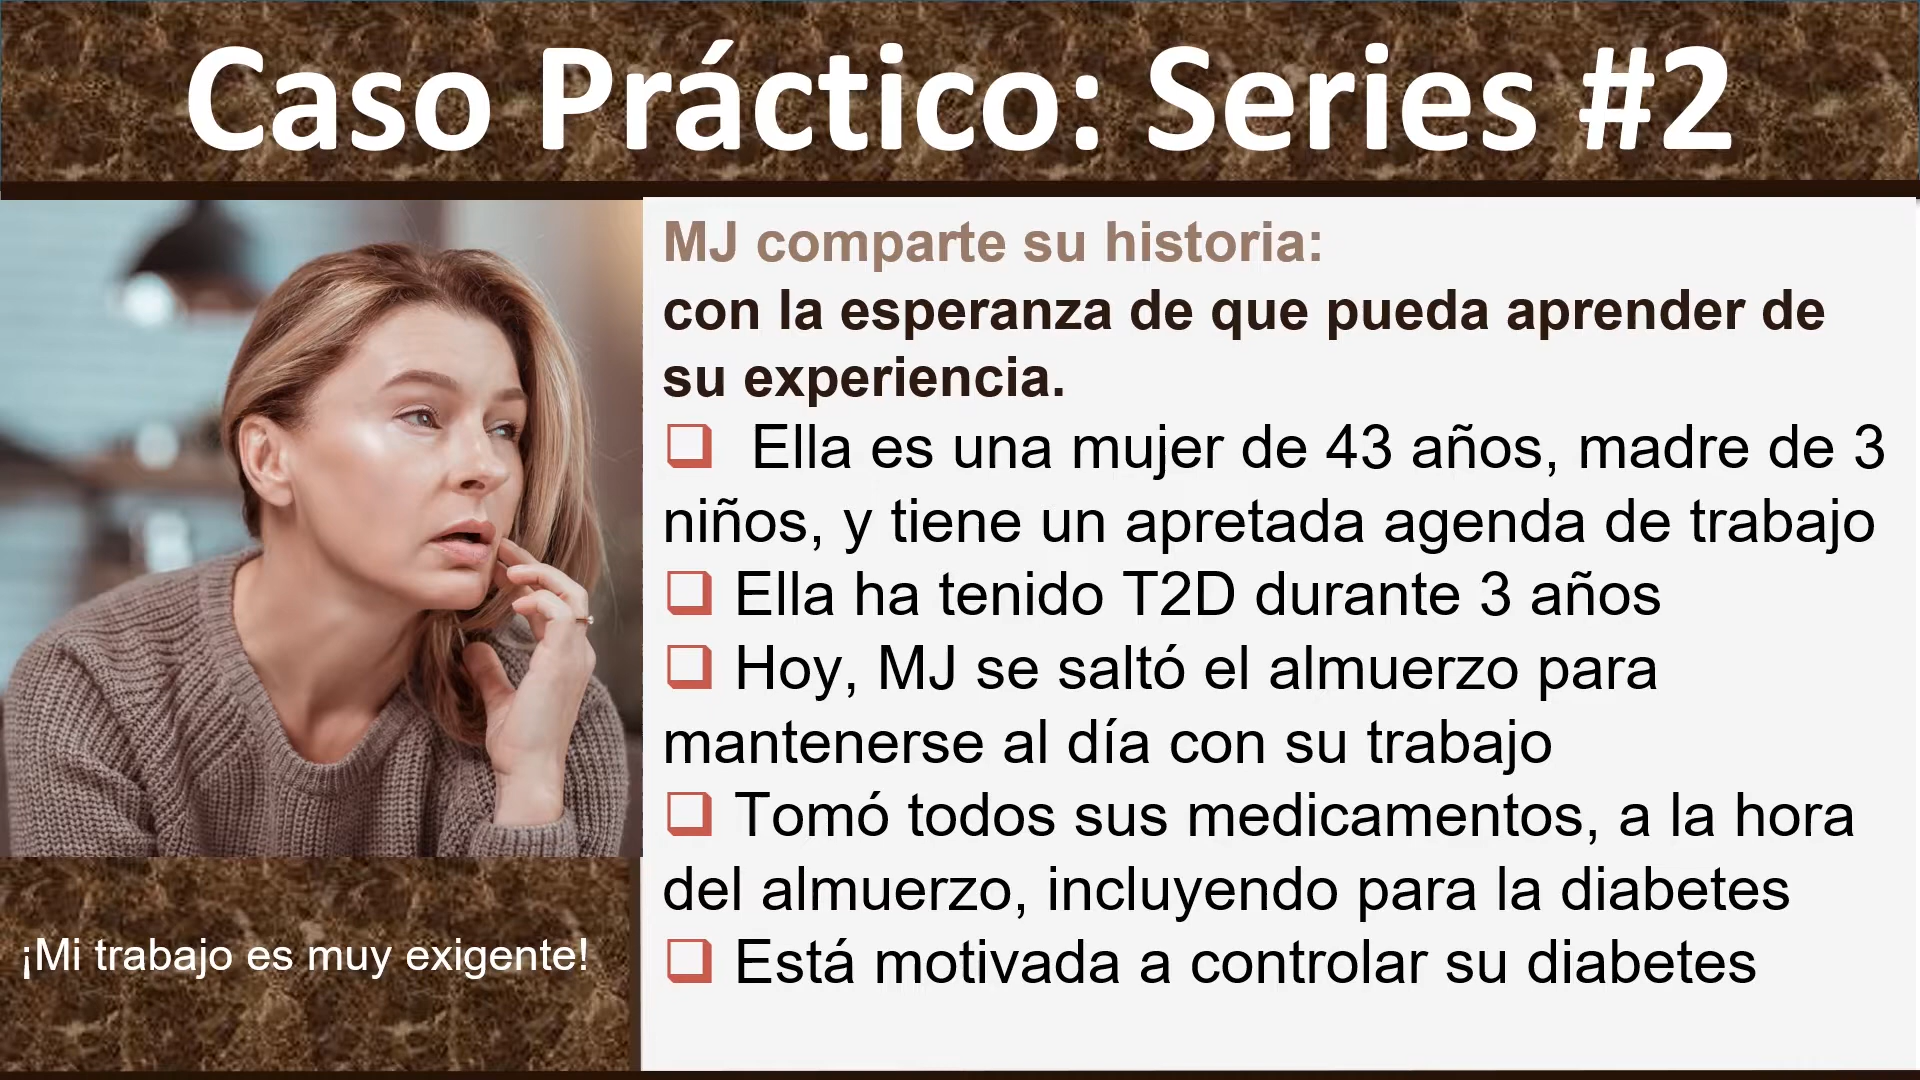 Caso Práctico: Series #2
MJ comparte su historia:
con la esperanza de que pueda aprender de
su experiencia.
❑ Ella es una mujer de 43 años, madre de 3
niños, y tiene un apretada agenda de trabajo
❑ Ella ha tenido T2D durante 3 años
❑ Hoy, MJ se saltó el almuerzo para
mantenerse al día con su trabajo
❑ Tomó todos sus medicamentos, a la hora
del almuerzo, incluyendo para la diabetes
❑ Está motivada a controlar su diabetes
¡Mi trabajo es muy exigente!